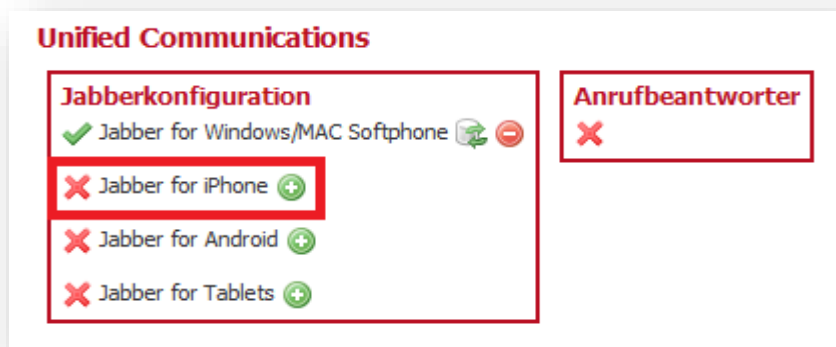 Unified Communications
Jabberkonfiguration
Jabber for Windows/MAC Softphone
Jabber for iPhone
Jabber for Android
Jabber for Tablets
Anrufbeantworter